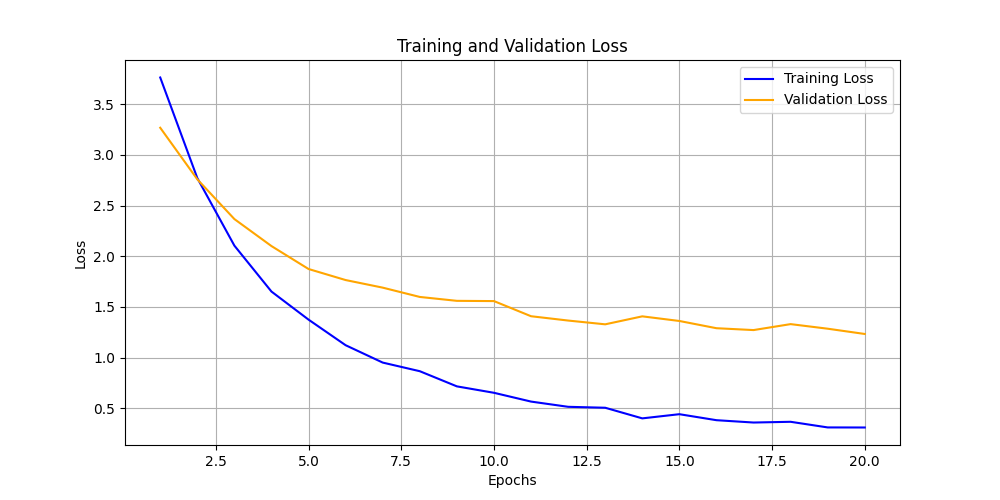 Training and Validation Loss
Training Loss
Validation Loss
3.5
3.0
2.5
2.0
1.5
1.0
0.5
Loss
2.5 5.0 7.5 10.0 12.5 15.0 17.5 20.0
Epochs